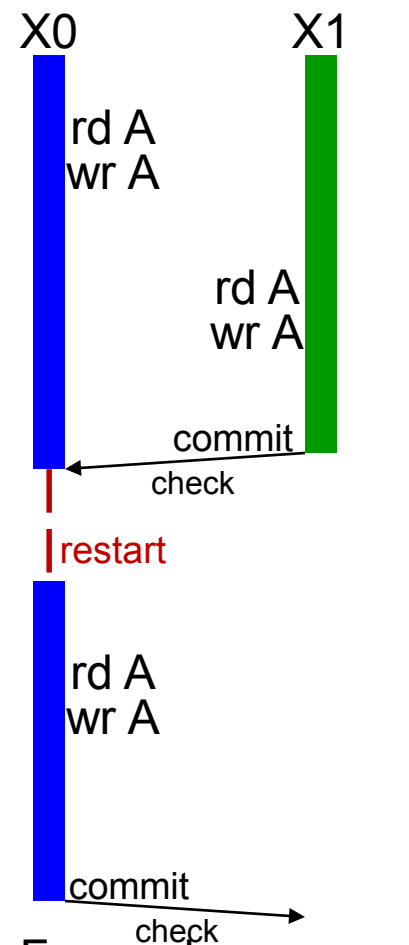 X0 X1
rd A
wr A
rd A
wr A
commit
check
restart
rd A
wr A
commit
check